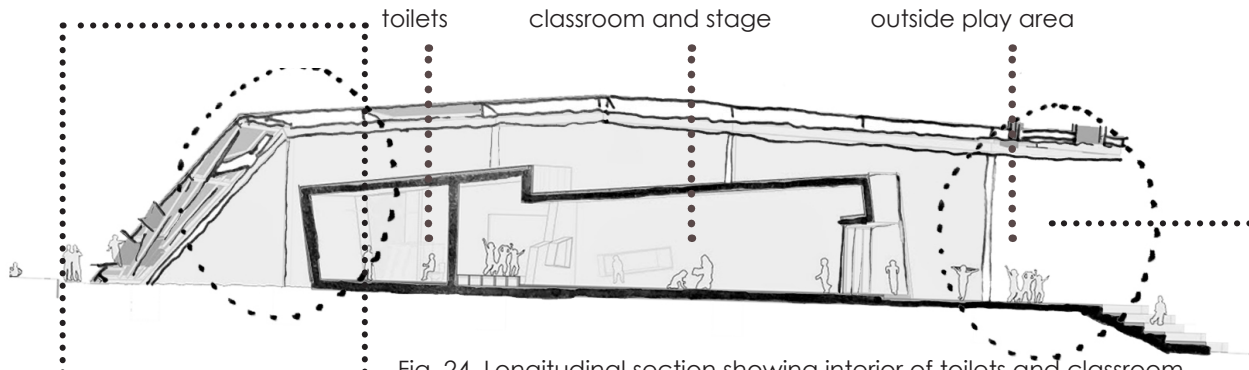 toilets
classroom and stage
outside play area
Fig. 24. Longitudinal section showing interior of toilets and classroom